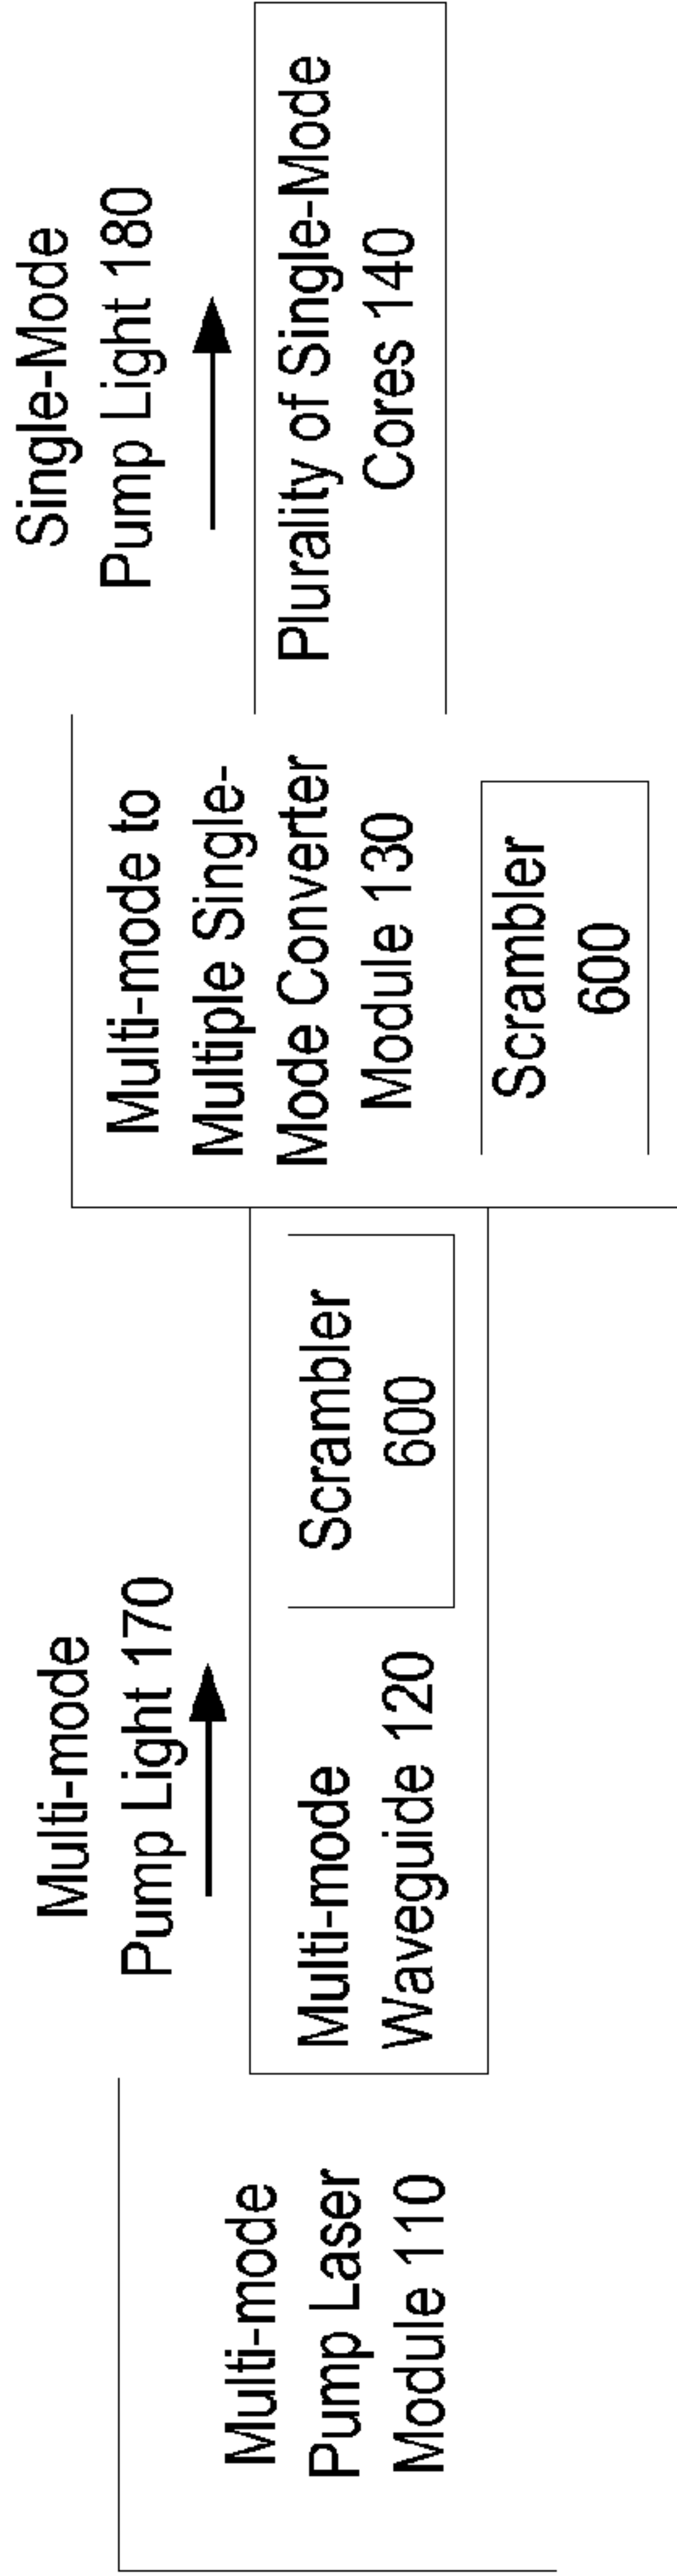 Multi-mode
Pump Laser
Module 110
Multi-mode
Pump Light 170
Multi-mode
Waveguide 120
Scrambler
600
Multi-mode to
Multiple Single-
Mode Converter
Module 130
Scrambler
600
Single-Mode
Pump Light 180
Plurality of Single-Mode
Cores 140